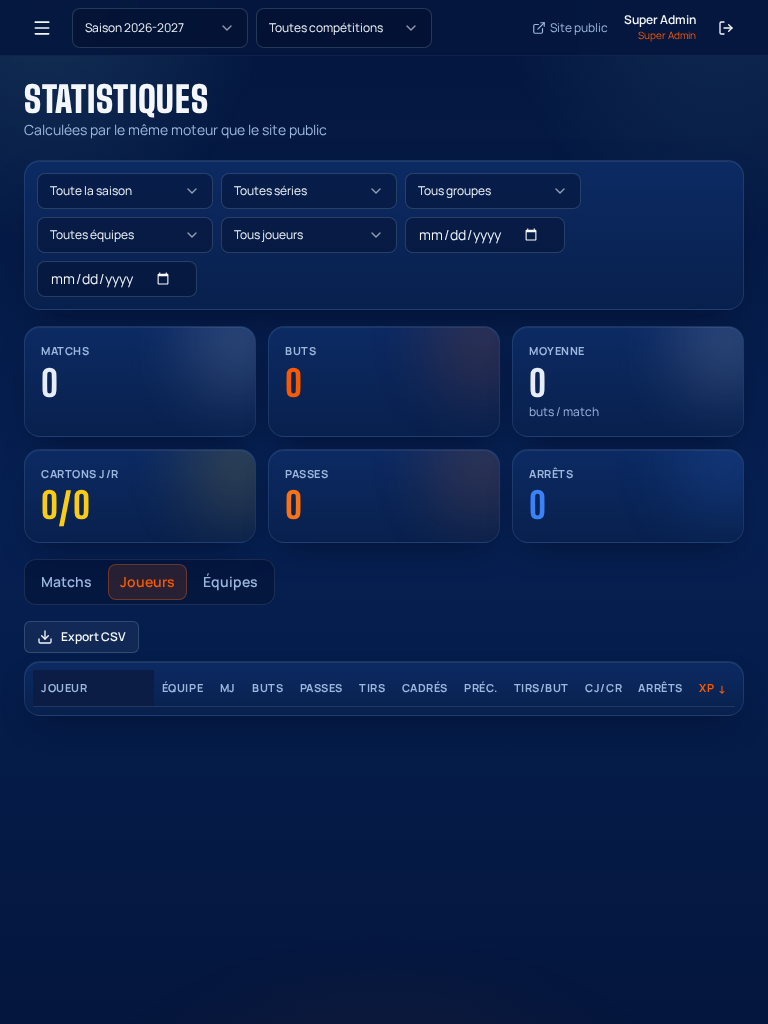 Saison 2026-2027
Toutes compétitions
Site public
Super Admin
Super Admin
STATISTIQUES
Calculées par le même moteur que le site public
Toute la saison
Toutes séries
Tous groupes
Toutes équipes
Tous joueurs
mm/dd/yyyy
mm/dd/yyyy
MATCHS
0
BUTS
0
MOYENNE
0
buts / match
CARTONS J/R
0/0
PASSES
0
ARRÊTS
0
Matchs
Joueurs
Équipes
Export CSV
JOUEUR ÉQUIPE MJ BUTS PASSES TIRS CADRÉS PRÉC. TIRS/BUT CJ/CR ARRÊTS XP ↓